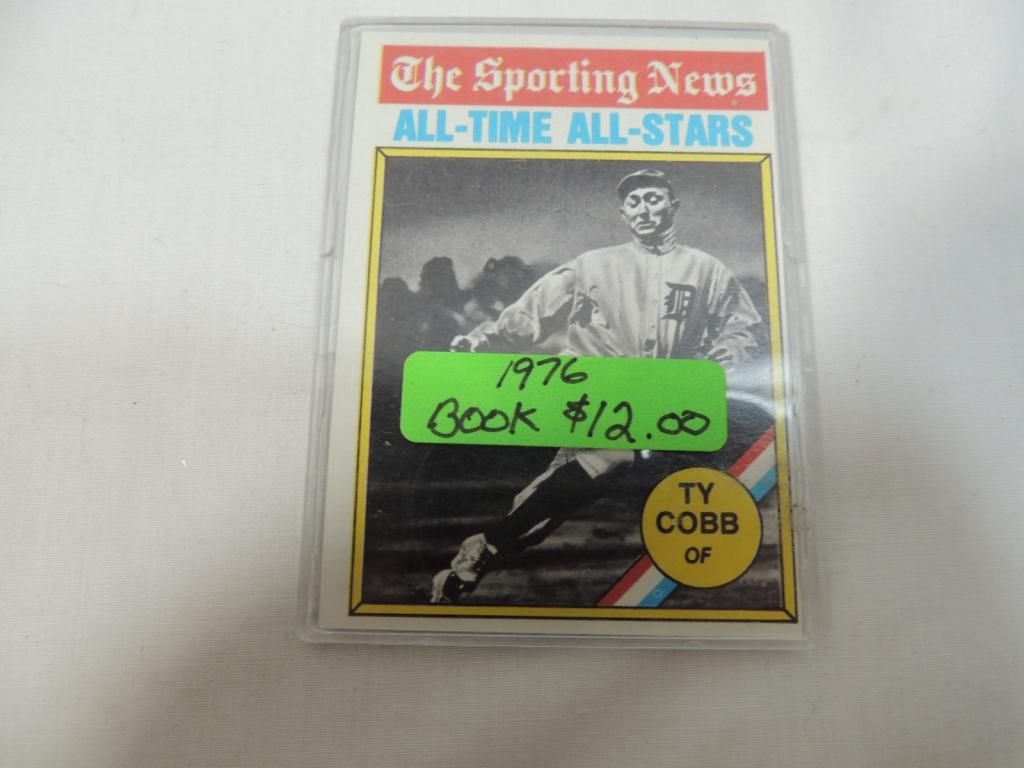 The Sporting News
ALL-TIME ALL-STARS
D
1976
BOOK $12.00
TY
COBB
OF